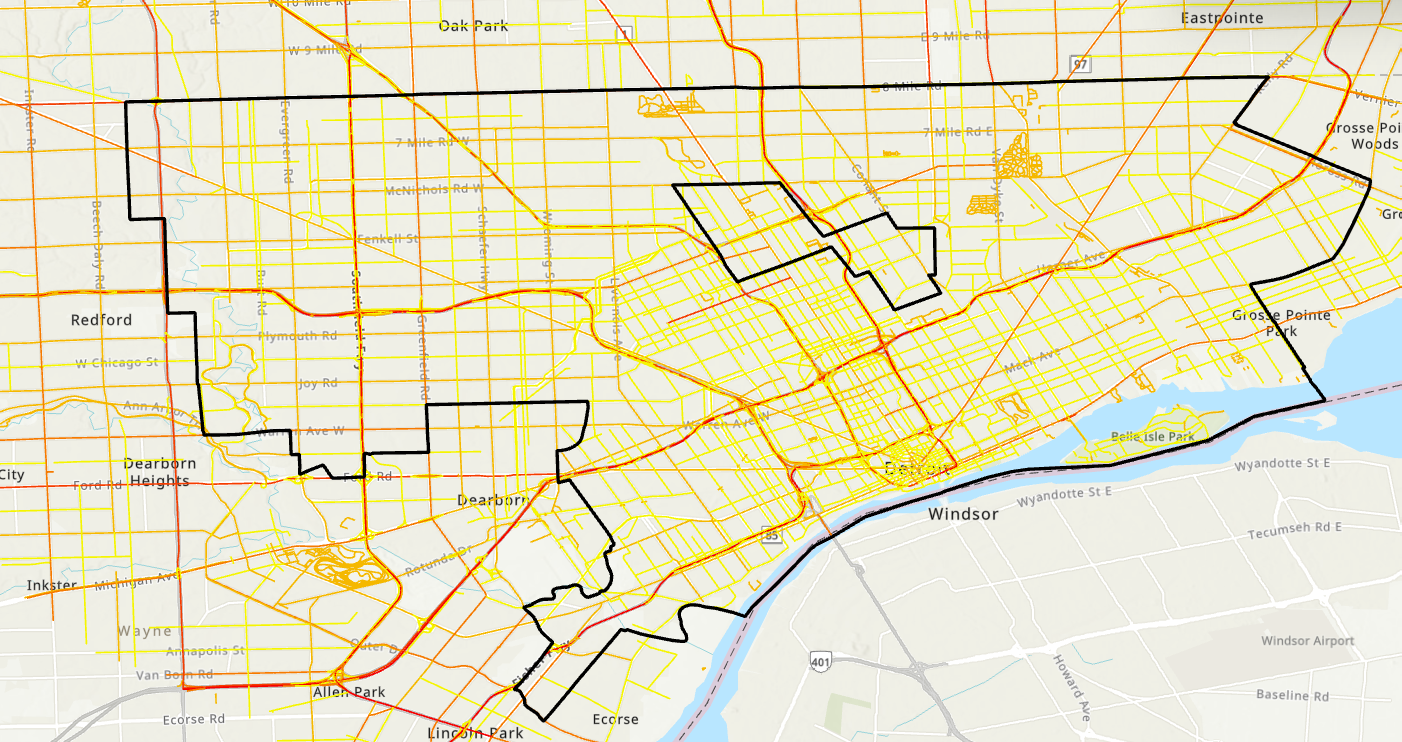 W 10 Mile Rd
Oak Park
1
Eastpointe
W 9 Mile Rd
E 9 Mile Rd
97
Kelly Rd
8 Mile Rd
Inkster Rd
Vernier
Evergreen Rd
7 Mile Rd W
7 Mile Rd E
Grosse Poi
Woods
Van Dyke St
Conant St
McNichols Rd W
Beech Daly Rd
Schaefer Hwy
Wyoming St
Gro
Fenkell St
Harper Ave
Burt Rd
Southfield Fwy
Livernois Ave
Redford
Greenfield Rd
Grosse Pointe
Park
Plymouth Rd
W Chicago St
Mack Ave
Joy Rd
Ann Arbor
Warren Ave W
Warren Ave W
Belle Isle Park
City
Dearborn
Heights
Ford Rd
Ford Rd
Detroit
Wyandotte St E
Wyandotte St E
Dearborn
Windsor
85
Tecumseh Rd E
Rotunda Dr
Inkster
Michigan Ave
Wayne
Outer D
Annapolis St
Windsor Airport
Van Born Rd
Fisher Fwy
401
Howard Ave
Allen Park
Baseline Rd
Ecorse Rd
Ecorse
Lincoln Park